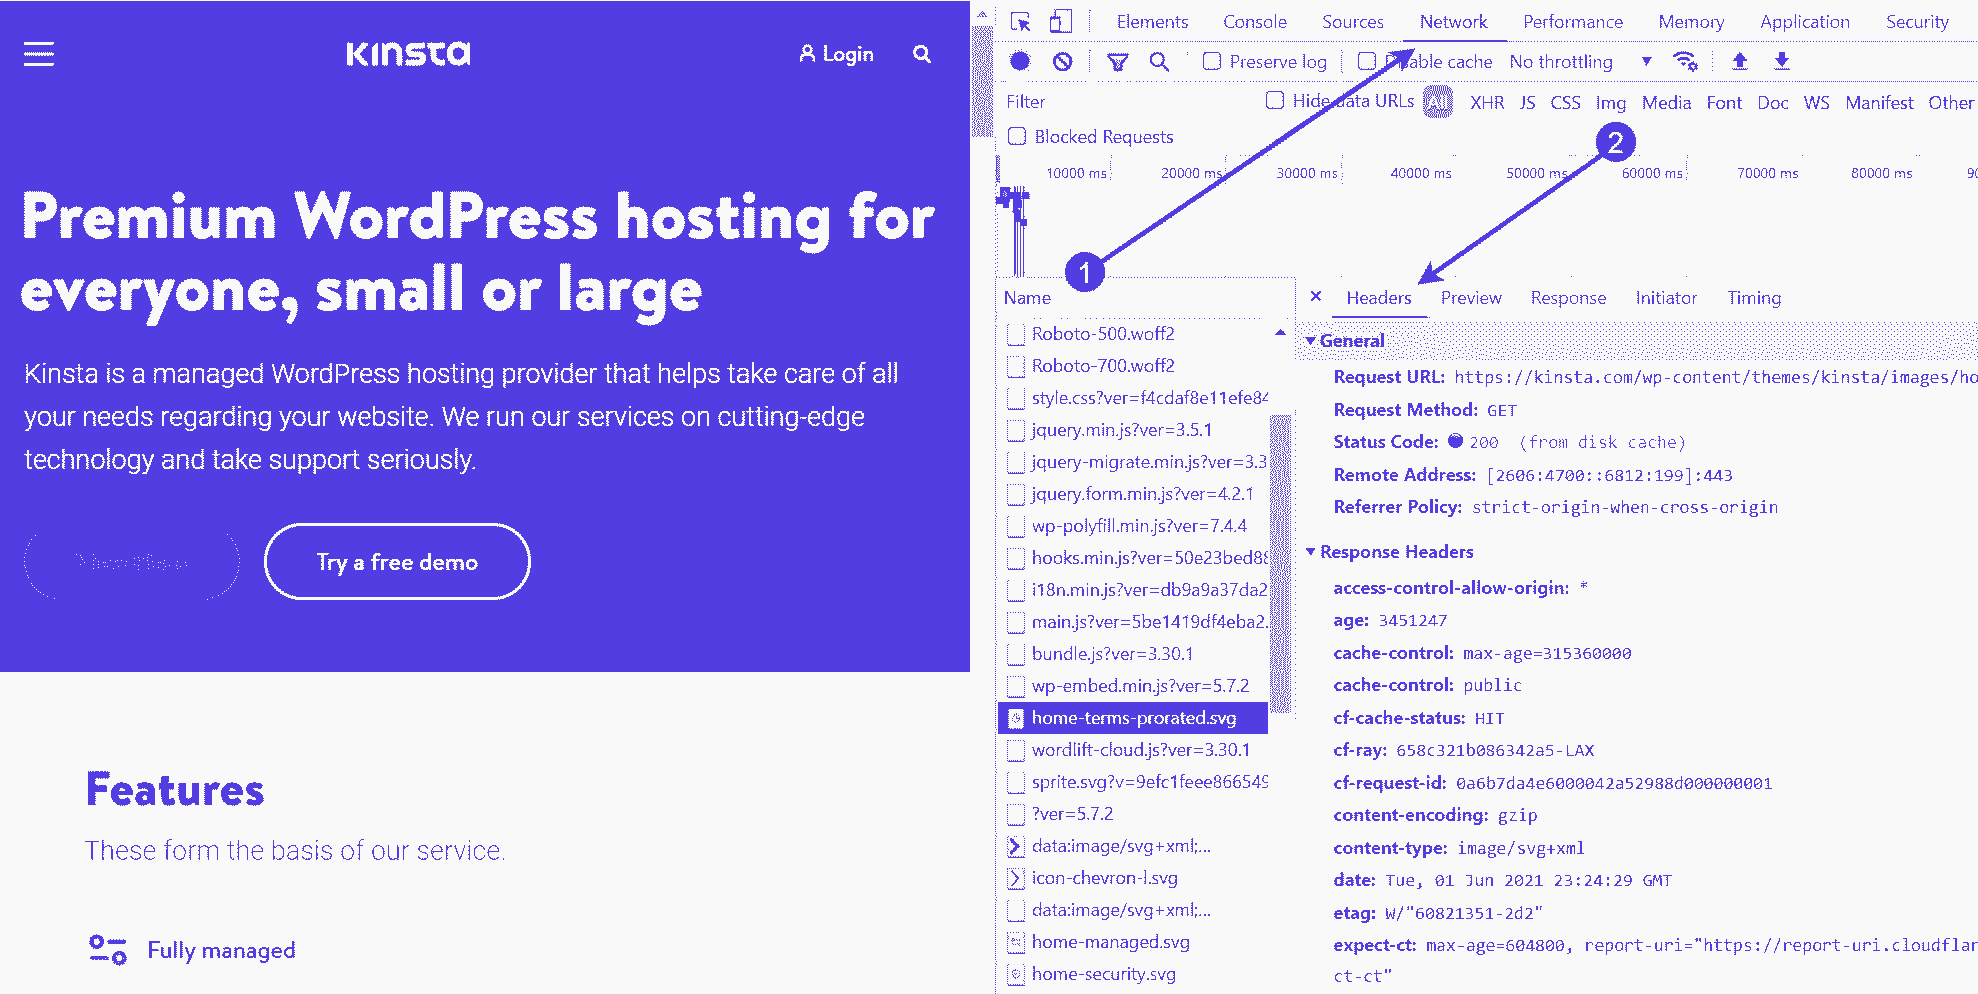 KINSTA
Login
Premium WordPress hosting for
everyone, small or large
Kinsta is a managed WordPress hosting provider that helps take care of all
your needs regarding your website. We run our services on cutting-edge
technology and take support seriously.
Try a free demo
Features
These form the basis of our service.
Fully managed
Elements Console Sources Network Performance Memory Application Security
Preserve log cache No throttling
Filter Hide data URLs All XHR JS CSS Img Media Font Doc WS Manifest Other
Blocked Requests
10000 ms 20000 ms 30000 ms 40000 ms 50000 ms 60000 ms 70000 ms 80000 ms
1
2
Name
Roboto-500.woff2
Roboto-700.woff2
style.css?ver=f4cdaf8e11efe84
jquery.min.js?ver=3.5.1
jquery-migrate.min.js?ver=3.3
jquery.form.min.js?ver=4.2.1
wp-polyfill.min.js?ver=7.4.4
hooks.min.js?ver=50e23bed88
i18n.min.js?ver=db9a9a37da2
main.js?ver=5be1419df4eba2.
bundle.js?ver=3.30.1
wp-embed.min.js?ver=5.7.2
home-terms-prorated.svg
wordlift-cloud.js?ver=3.30.1
sprite.svg?v=9efc1feee866549
?ver=5.7.2
data:image/svg+xml;...
icon-chevron-l.svg
data:image/svg+xml;...
home-managed.svg
home-security.svg
Headers Preview Response Initiator Timing
General
Request URL: https://kinsta.com/wp-content/themes/kinsta/images/ho
Request Method: GET
Status Code: 200 (from disk cache)
Remote Address: [2606:4700::6812:199]:443
Referrer Policy: strict-origin-when-cross-origin
Response Headers
access-control-allow-origin: *
age: 3451247
cache-control: max-age=315360000
cache-control: public
cf-cache-status: HIT
cf-ray: 658c321b086342a5-LAX
cf-request-id: 0a6b7da4e6000042a52988d000000001
content-encoding: gzip
content-type: image/svg+xml
date: Tue, 01 Jun 2021 23:24:29 GMT
etag: W/"60821351-2d2"
expect-ct: max-age=604800, report-uri="https://report-uri.cloudflar
ct-ct"